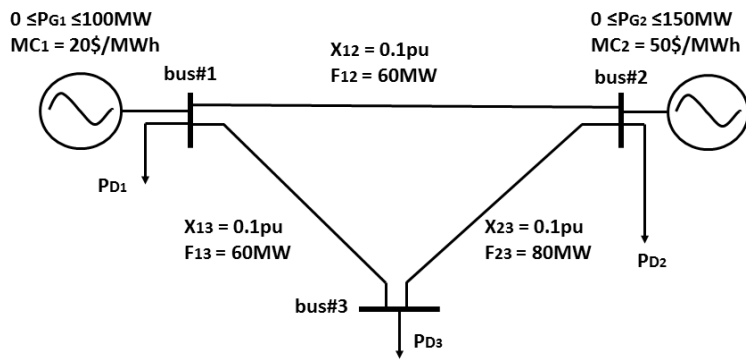 0 ≤PG1 ≤100MW
MC1 = 20$/MWh
0 ≤PG2 ≤150MW
MC2 = 50$/MWh
X12 = 0.1pu
F12 = 60MW
bus#1
bus#2
PD1
X13 = 0.1pu
F13 = 60MW
X23 = 0.1pu
F23 = 80MW
PD2
bus#3
PD3